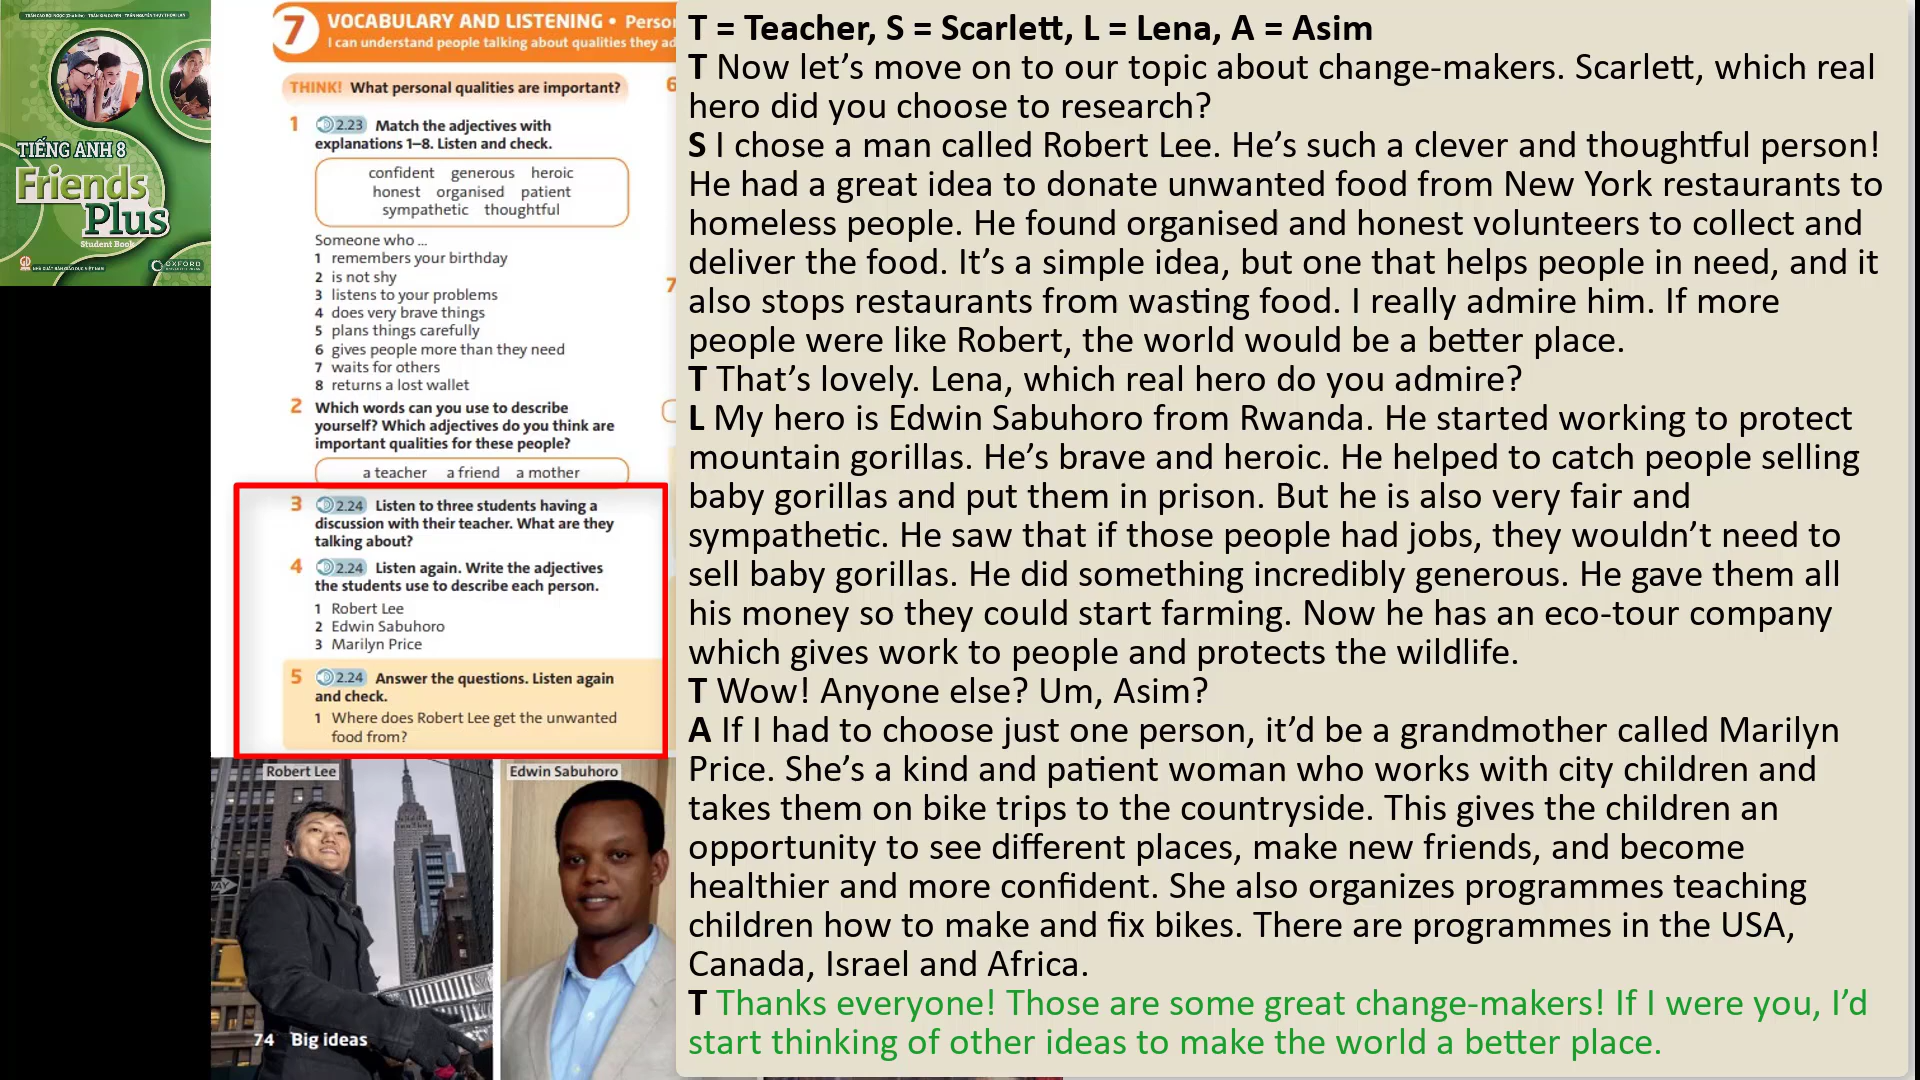 TIẾNG ANH 8
Friends
Plus
Student Book
NHÀ XUẤT BẢN GIÁO DỤC VIỆT NAM
OXFORD
7 VOCABULARY AND LISTENING • Person
I can understand people talking about qualities they ad
THINK! What personal qualities are important?
1 2.23 Match the adjectives with
explanations 1–8. Listen and check.
confident generous heroic
honest organised patient
sympathetic thoughtful
Someone who ...
1 remembers your birthday
2 is not shy
3 listens to your problems
4 does very brave things
5 plans things carefully
6 gives people more than they need
7 waits for others
8 returns a lost wallet
2 Which words can you use to describe
yourself? Which adjectives do you think are
important qualities for these people?
a teacher a friend a mother
3 2.24 Listen to three students having a
discussion with their teacher. What are they
talking about?
4 2.24 Listen again. Write the adjectives
the students use to describe each person.
1 Robert Lee
2 Edwin Sabuhoro
3 Marilyn Price
5 2.24 Answer the questions. Listen again
and check.
1 Where does Robert Lee get the unwanted
food from?
6
7
Robert Lee
Edwin Sabuhoro
74 Big ideas
T = Teacher, S = Scarlett, L = Lena, A = Asim
T Now let’s move on to our topic about change-makers. Scarlett, which real
hero did you choose to research?
S I chose a man called Robert Lee. He’s such a clever and thoughtful person!
He had a great idea to donate unwanted food from New York restaurants to
homeless people. He found organised and honest volunteers to collect and
deliver the food. It’s a simple idea, but one that helps people in need, and it
also stops restaurants from wasting food. I really admire him. If more
people were like Robert, the world would be a better place.
T That’s lovely. Lena, which real hero do you admire?
L My hero is Edwin Sabuhoro from Rwanda. He started working to protect
mountain gorillas. He’s brave and heroic. He helped to catch people selling
baby gorillas and put them in prison. But he is also very fair and
sympathetic. He saw that if those people had jobs, they wouldn’t need to
sell baby gorillas. He did something incredibly generous. He gave them all
his money so they could start farming. Now he has an eco-tour company
which gives work to people and protects the wildlife.
T Wow! Anyone else? Um, Asim?
A If I had to choose just one person, it’d be a grandmother called Marilyn
Price. She’s a kind and patient woman who works with city children and
takes them on bike trips to the countryside. This gives the children an
opportunity to see different places, make new friends, and become
healthier and more confident. She also organizes programmes teaching
children how to make and fix bikes. There are programmes in the USA,
Canada, Israel and Africa.
T Thanks everyone! Those are some great change-makers! If I were you, I’d
start thinking of other ideas to make the world a better place.